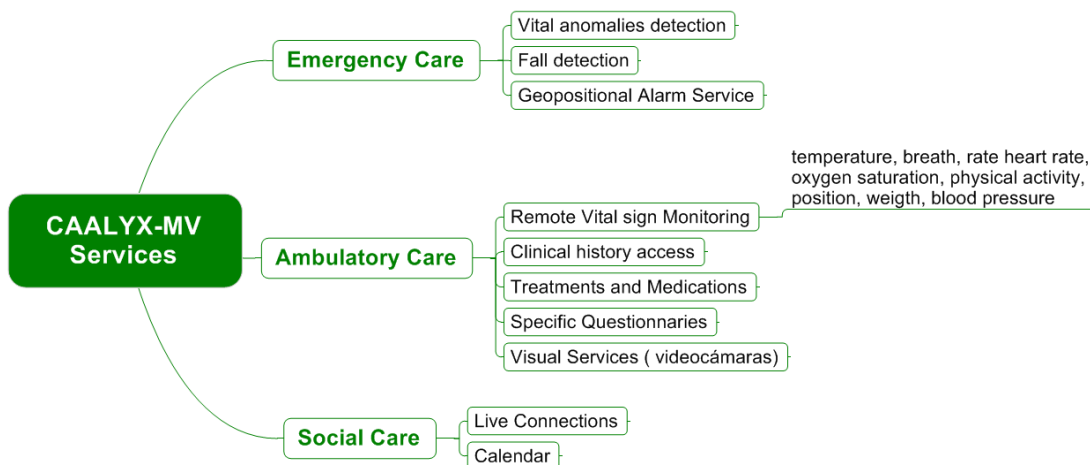 CAALYX-MV
Services
Emergency Care
Vital anomalies detection
Fall detection
Geopositional Alarm Service
Ambulatory Care
Remote Vital sign Monitoring
temperature, breath, rate heart rate,
oxygen saturation, physical activity,
position, weigth, blood pressure
Clinical history access
Treatments and Medications
Specific Questionnaries
Visual Services ( videocámaras)
Social Care
Live Connections
Calendar